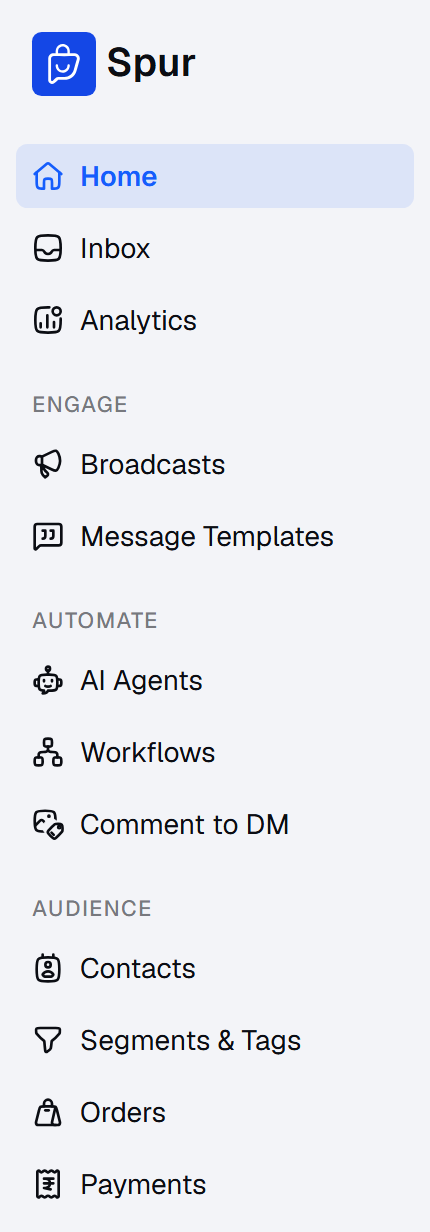 Spur
Home
Inbox
Analytics
ENGAGE
Broadcasts
Message Templates
AUTOMATE
AI Agents
Workflows
Comment to DM
AUDIENCE
Contacts
Segments & Tags
Orders
Payments